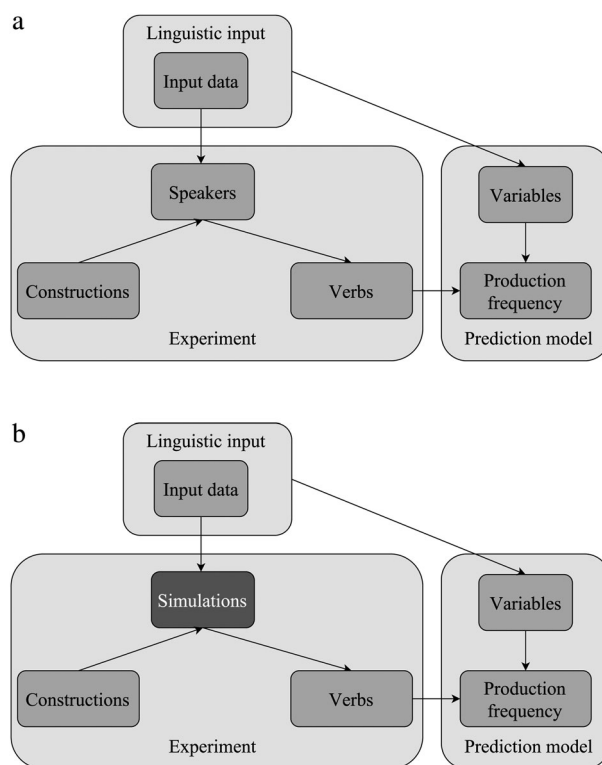 a
Linguistic input
Input data
Speakers
Variables
Constructions
Verbs
Production
frequency
Experiment
Prediction model
b
Linguistic input
Input data
Simulations
Variables
Constructions
Verbs
Production
frequency
Experiment
Prediction model